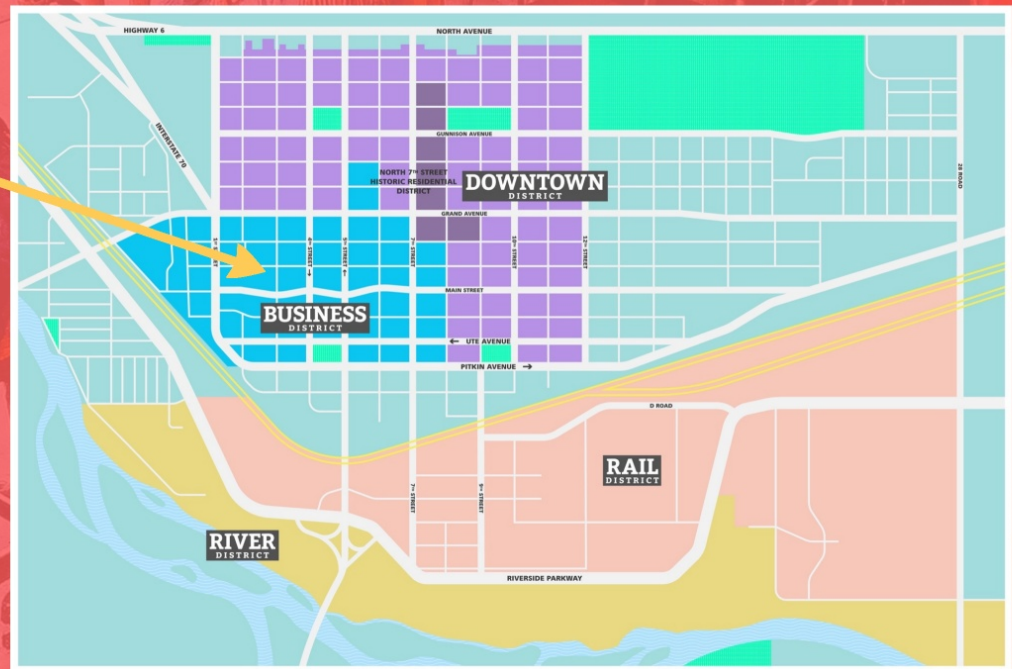 HIGHWAY 6
NORTH AVENUE
INTERSTATE 70
GUNNISON AVENUE
NORTH 7TH STREET
HISTORIC RESIDENTIAL
DISTRICT
DOWNTOWN
DISTRICT
28 ROAD
GRAND AVENUE
1ST STREET
4TH STREET
5TH STREET
7TH STREET
10TH STREET
12TH STREET
MAIN STREET
BUSINESS
DISTRICT
← UTE AVENUE
PITKIN AVENUE →
D ROAD
RAIL
DISTRICT
7TH STREET
9TH STREET
RIVER
DISTRICT
RIVERSIDE PARKWAY